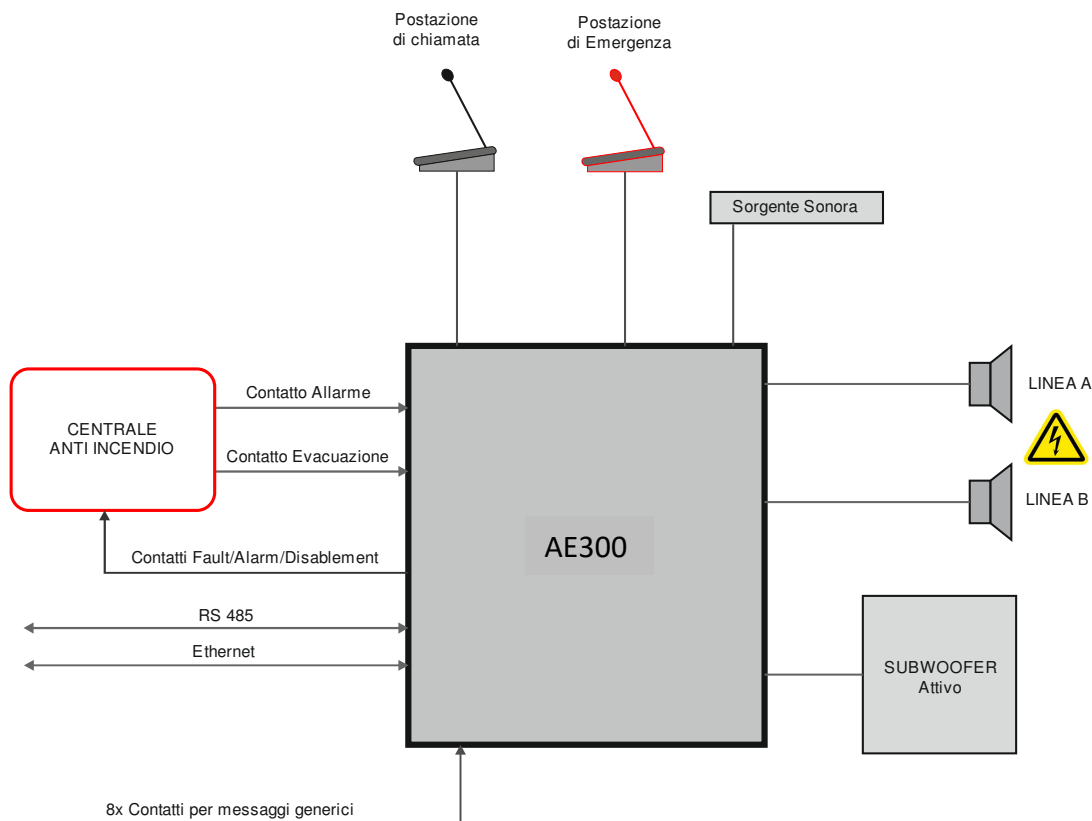 Postazione
di chiamata
Postazione
di Emergenza
Sorgente Sonora
CENTRALE
ANTI INCENDIO
Contatto Allarme
Contatto Evacuazione
Contatti Fault/Alarm/Disablement
RS 485
Ethernet
AE300
LINEA A
LINEA B
SUBWOOFER
Attivo
8x Contatti per messaggi generici